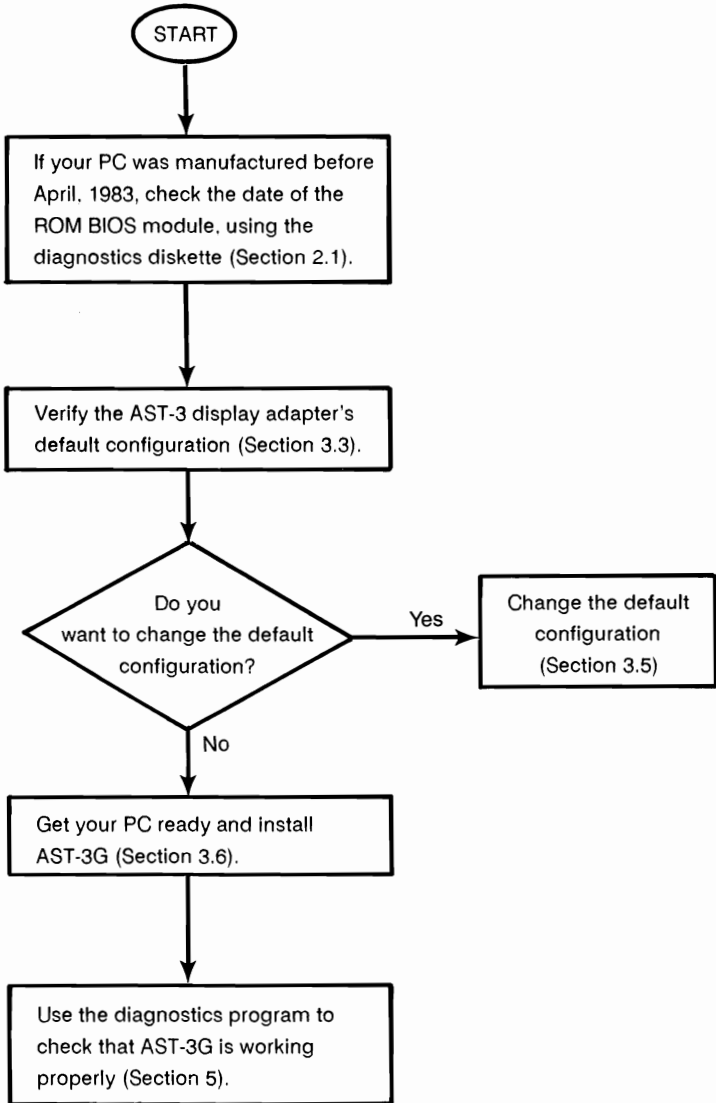 START
If your PC was manufactured before
April, 1983, check the date of the
ROM BIOS module, using the
diagnostics diskette (Section 2.1).
Verify the AST-3 display adapter's
default configuration (Section 3.3).
Do you
want to change the default
configuration?
Yes
Change the default
configuration
(Section 3.5)
No
Get your PC ready and install
AST-3G (Section 3.6).
Use the diagnostics program to
check that AST-3G is working
properly (Section 5).